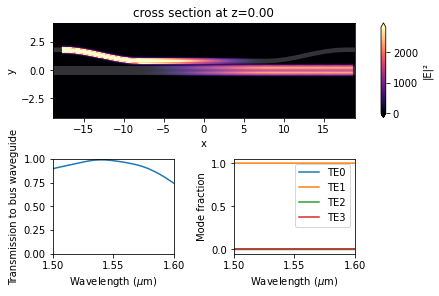 cross section at z=0.00
y
2.5
0.0
−2.5
−15
−10
−5
0
5
10
15
x
2000
1000
0
|E|²
Transmission to bus waveguide
1.00
0.75
0.50
0.25
0.00
1.50
1.55
1.60
Wavelength (μm)
Mode fraction
1.0
0.5
0.0
TE0
TE1
TE2
TE3
1.50
1.55
1.60
Wavelength (μm)